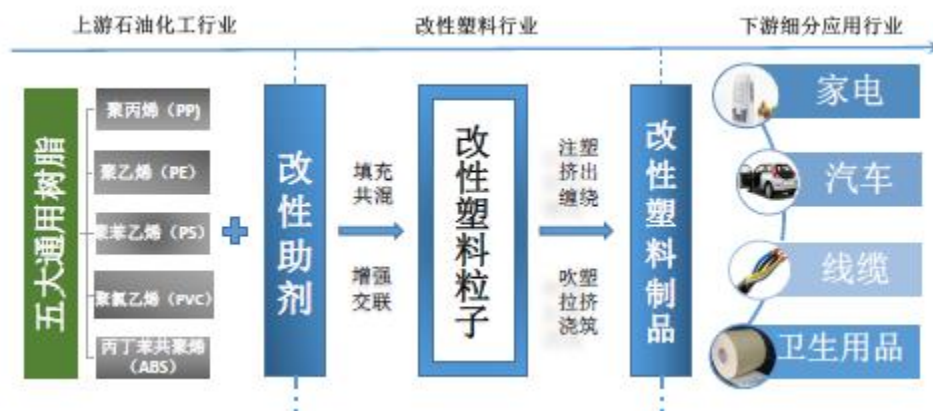 上游石油化工行业
改性塑料行业
下游细分应用行业
五大通用树脂
聚丙烯（PP)
聚乙烯（PE）
聚苯乙烯（PS）
聚氯乙烯（PVC）
丙丁苯共聚烯
（ABS）
改性助剂
填充
共混
增强
交联
改性塑料粒子
注塑
挤出
缠绕
吹塑
拉挤
浇筑
改性塑料制品
家电
汽车
线缆
卫生用品